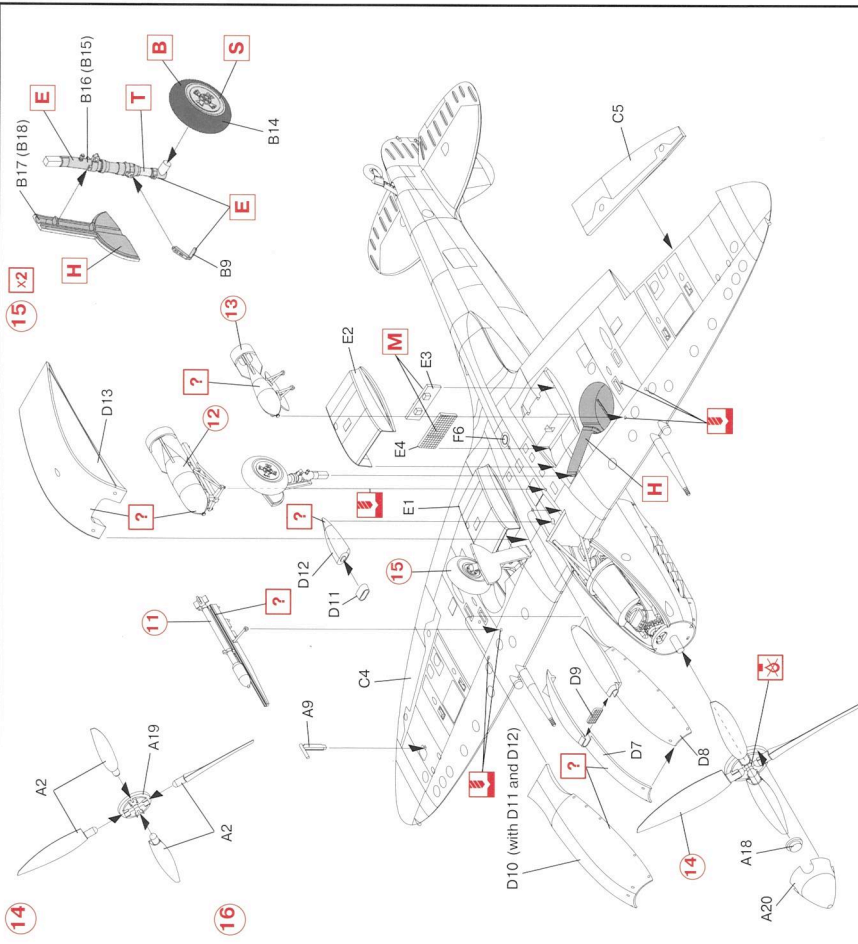 14
A2
A19
A2
16
15
x2
B17 (B18)
E
B16 (B15)
B
S
T
H
B9
E
B14
11
?
12
?
D13
?
13
E2
M
E3
E4
F6
A9
D12
?
D11
E1
15
C4
C5
H
D10 (with D11 and D12)
?
D9
D7
D8
14
A18
A20